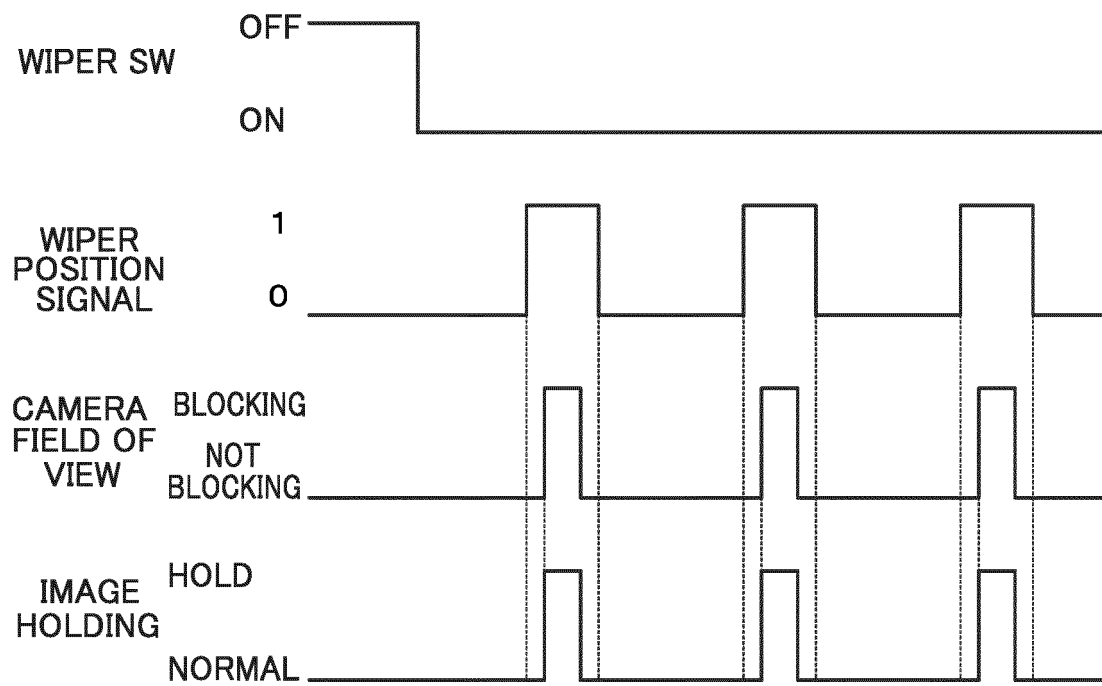 OFF
WIPER SW
ON
1
WIPER
POSITION
SIGNAL
0
CAMERA
FIELD OF
VIEW
BLOCKING
NOT
BLOCKING
HOLD
IMAGE
HOLDING
NORMAL